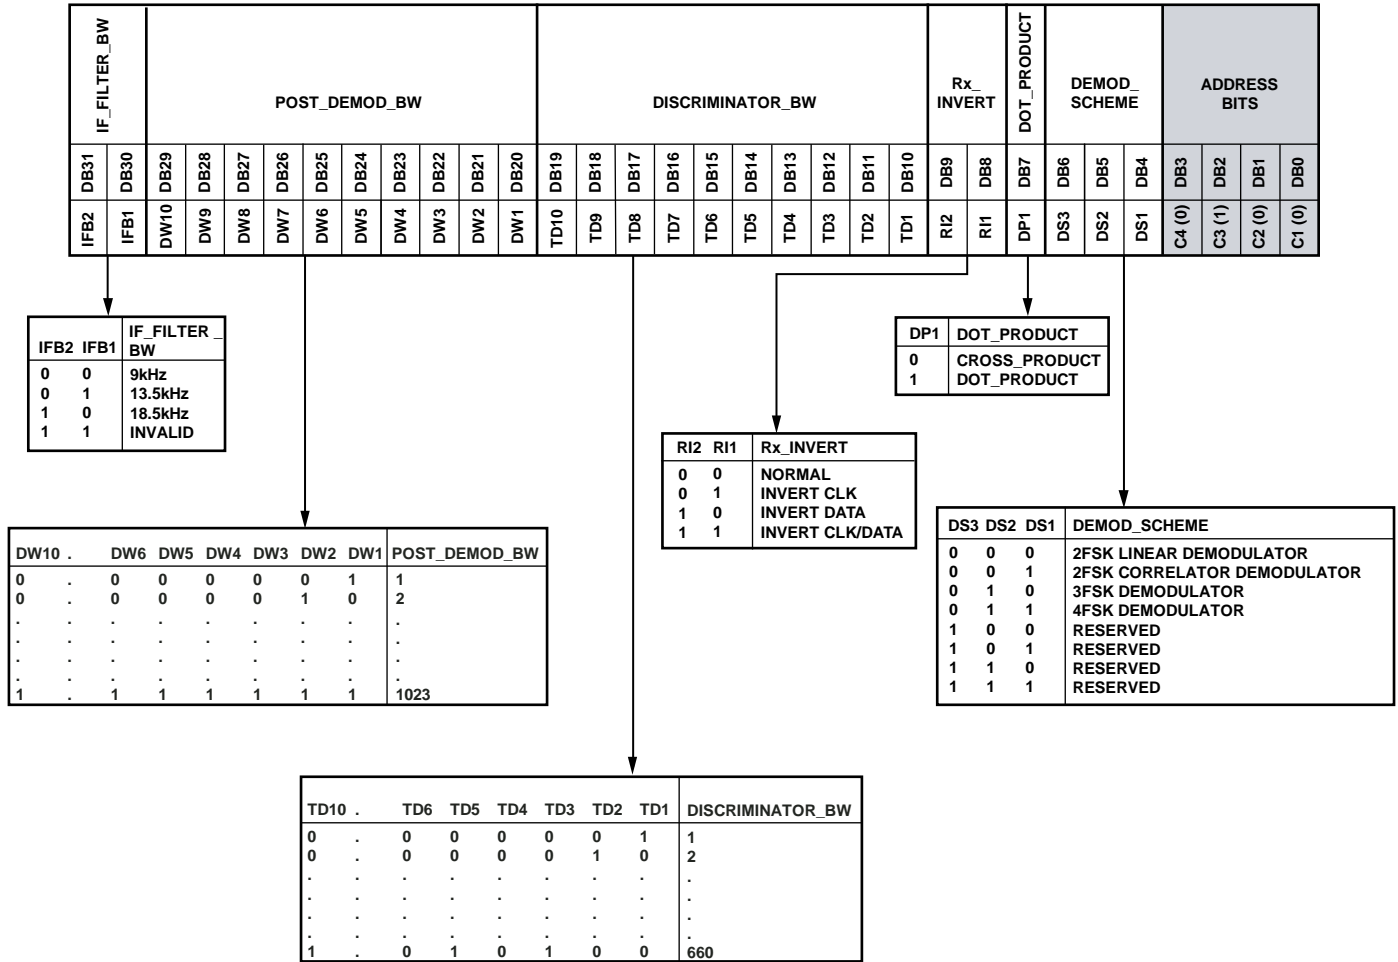 IF_FILTER_BW
POST_DEMOD_BW
DISCRIMINATOR_BW
Rx_
INVERT
DOT_PRODUCT
DEMOD_
SCHEME
ADDRESS
BITS
DB31 DB30 DB29 DB28 DB27 DB26 DB25 DB24 DB23 DB22 DB21 DB20 DB19 DB18 DB17 DB16 DB15 DB14 DB13 DB12 DB11 DB10 DB9 DB8 DB7 DB6 DB5 DB4 DB3 DB2 DB1 DB0
IFB2 IFB1 DW10 DW9 DW8 DW7 DW6 DW5 DW4 DW3 DW2 DW1 TD10 TD9 TD8 TD7 TD6 TD5 TD4 TD3 TD2 TD1 RI2 RI1 DP1 DS3 DS2 DS1 C4 (0) C3 (1) C2 (0) C1 (0)
IFB2 IFB1 IF_FILTER_
BW
0 0 9kHz
0 1 13.5kHz
1 0 18.5kHz
1 1 INVALID
DP1 DOT_PRODUCT
0 CROSS_PRODUCT
1 DOT_PRODUCT
RI2 RI1 Rx_INVERT
0 0 NORMAL
0 1 INVERT CLK
1 0 INVERT DATA
1 1 INVERT CLK/DATA
DS3 DS2 DS1 DEMOD_SCHEME
0 0 0 2FSK LINEAR DEMODULATOR
0 0 1 2FSK CORRELATOR DEMODULATOR
0 1 0 3FSK DEMODULATOR
0 1 1 4FSK DEMODULATOR
1 0 0 RESERVED
1 0 1 RESERVED
1 1 0 RESERVED
1 1 1 RESERVED
DW10 . DW6 DW5 DW4 DW3 DW2 DW1 POST_DEMOD_BW
0 . 0 0 0 0 0 1 1
0 . 0 0 0 0 1 0 2
. . . . . . . . .
. . . . . . . . .
. . . . . . . . .
. . . . . . . . .
1 . 1 1 1 1 1 1 1023
TD10 . TD6 TD5 TD4 TD3 TD2 TD1 DISCRIMINATOR_BW
0 . 0 0 0 0 0 1 1
0 . 0 0 0 0 1 0 2
. . . . . . . . .
. . . . . . . . .
. . . . . . . . .
. . . . . . . . .
1 . 0 1 0 1 0 0 660